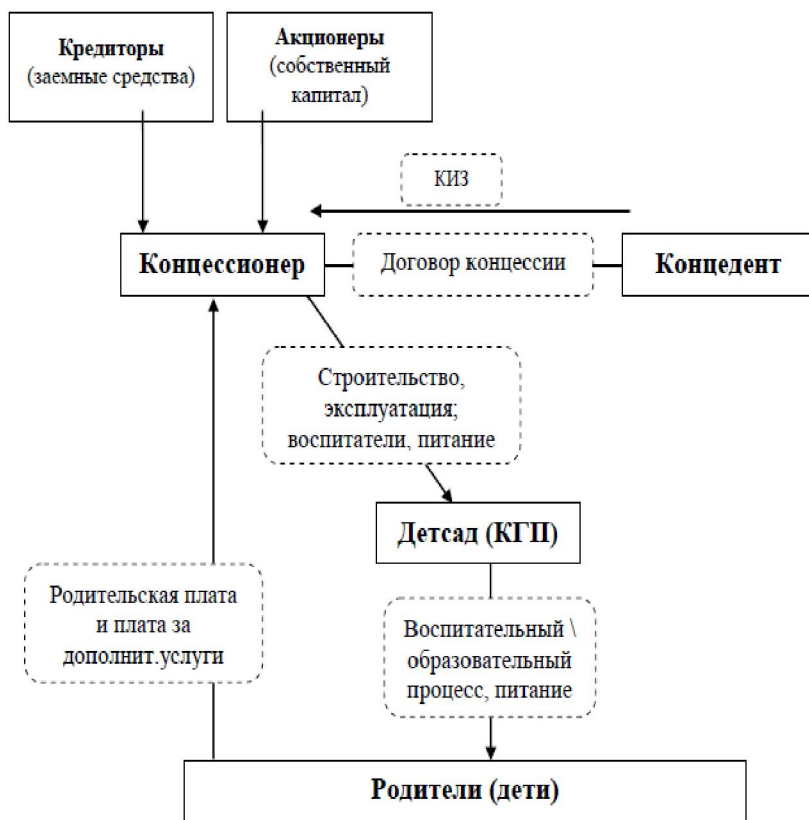 Кредиторы
(заемные средства)
Акционеры
(собственный
капитал)
КИЗ
Концессионер
Договор концессии
Концедент
Строительство,
эксплуатация;
воспитатели, питание
Детсад (КГП)
Родительская плата
и плата за
дополнит.услуги
Воспитательный \
образовательный
процесс, питание
Родители (дети)